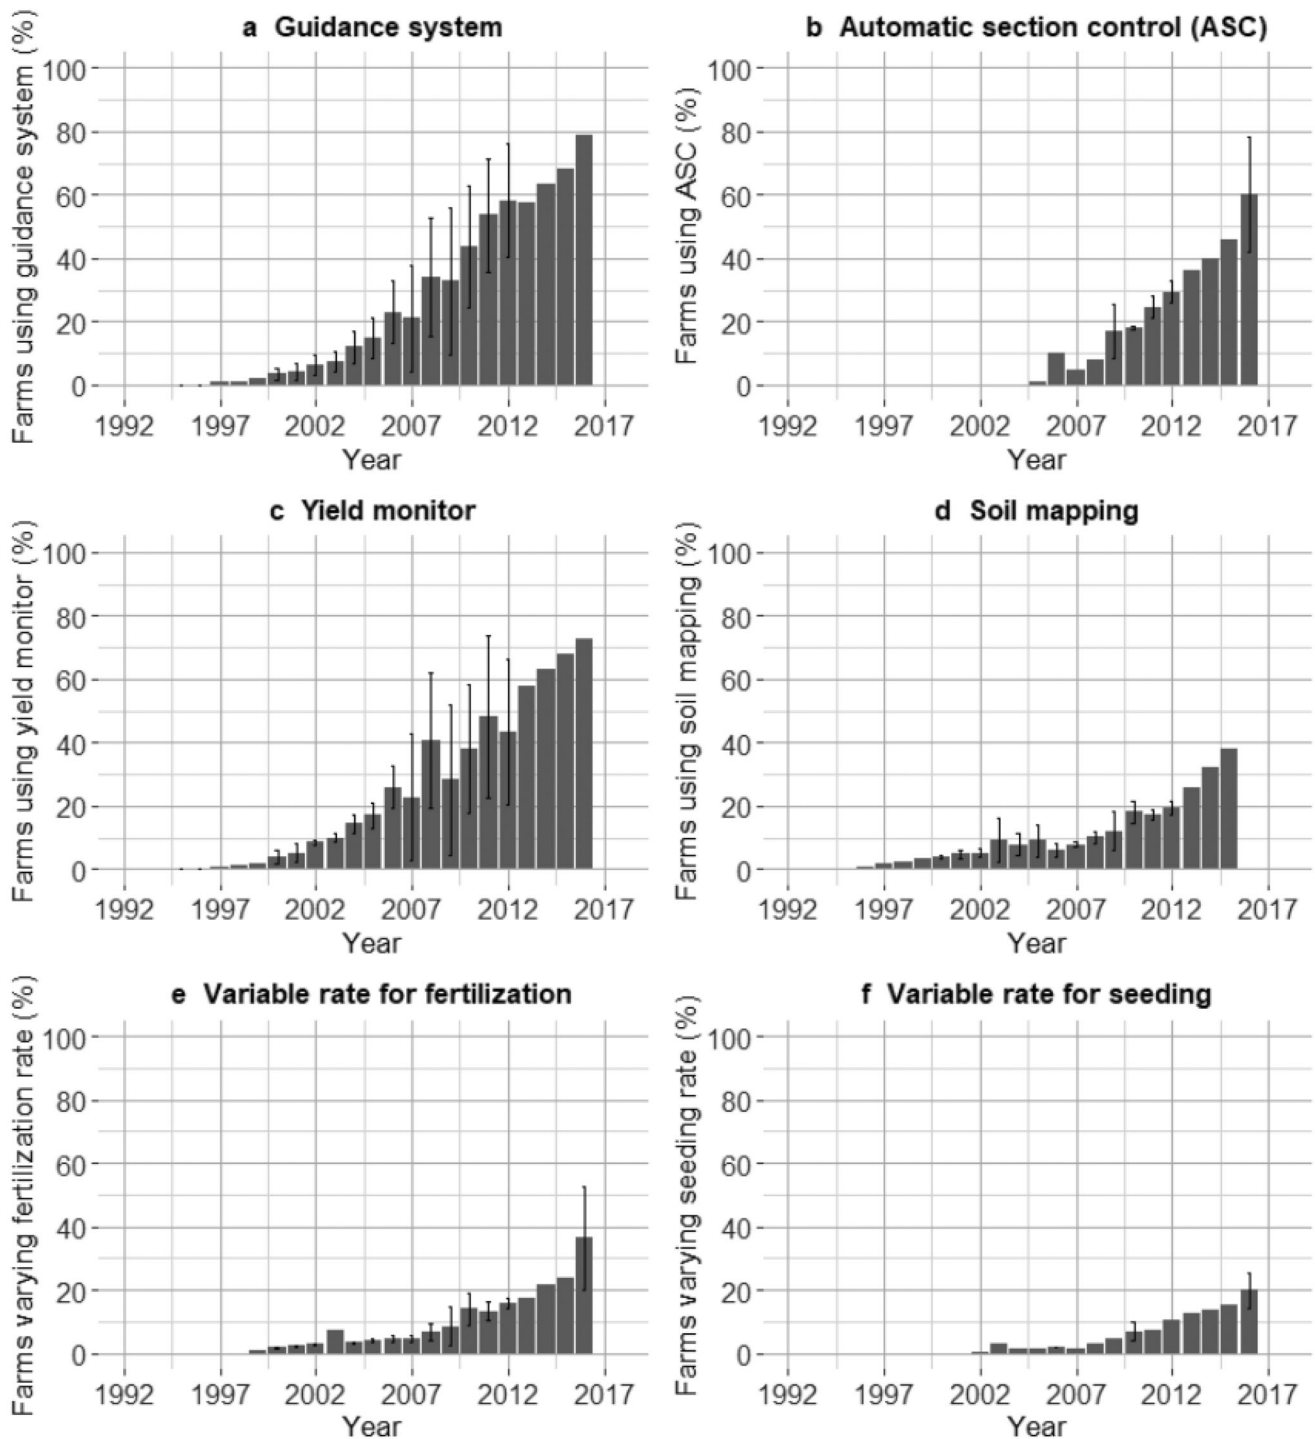 a Guidance system
Farms using guidance system (%)
100
80
60
40
20
0
1992 1997 2002 2007 2012 2017
Year
b Automatic section control (ASC)
Farms using ASC (%)
100
80
60
40
20
0
1992 1997 2002 2007 2012 2017
Year
c Yield monitor
Farms using yield monitor (%)
100
80
60
40
20
0
1992 1997 2002 2007 2012 2017
Year
d Soil mapping
Farms using soil mapping (%)
100
80
60
40
20
0
1992 1997 2002 2007 2012 2017
Year
e Variable rate for fertilization
Farms varying fertilization rate (%)
100
80
60
40
20
0
1992 1997 2002 2007 2012 2017
Year
f Variable rate for seeding
Farms varying seeding rate (%)
100
80
60
40
20
0
1992 1997 2002 2007 2012 2017
Year